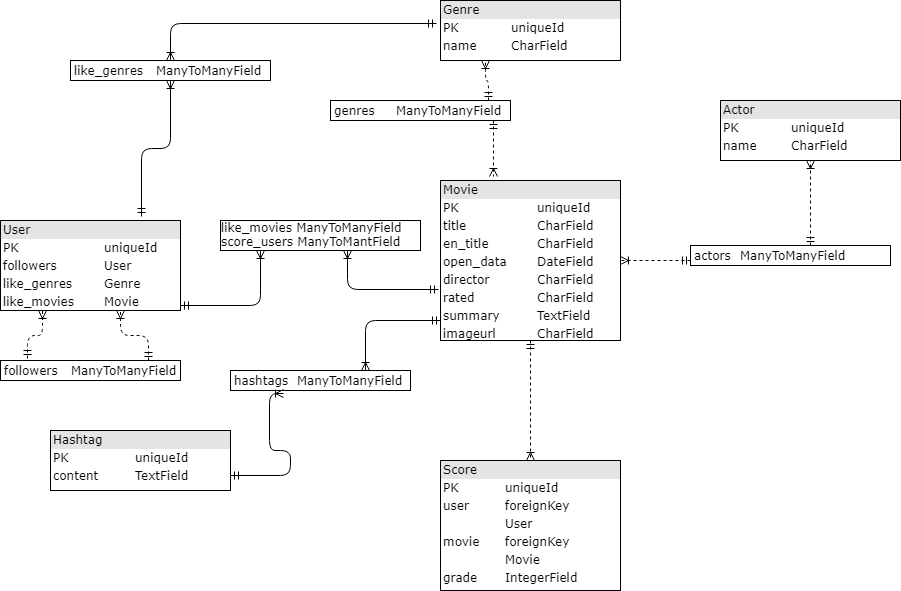 Genre
PK uniqueId
name CharField
like_genres ManyToManyField
genres ManyToManyField
Actor
PK uniqueId
name CharField
Movie
PK uniqueId
title CharField
en_title CharField
open_data DateField
director CharField
rated CharField
summary TextField
imageurl CharField
User
PK uniqueId
followers User
like_genres Genre
like_movies Movie
like_movies ManyToManyField
score_users ManyToMantField
actors ManyToManyField
followers ManyToManyField
hashtags ManyToManyField
Hashtag
PK uniqueId
content TextField
Score
PK uniqueId
user foreignKey
User
movie foreignKey
Movie
grade IntegerField